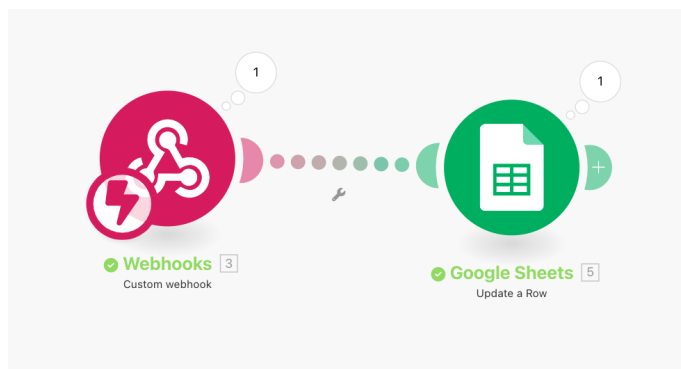 1
1
Webhooks 3
Custom webhook
Google Sheets 5
Update a Row